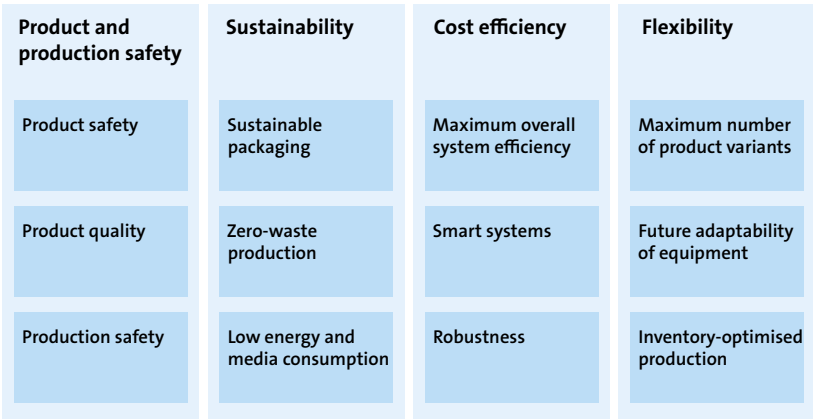 Product and
production safety
Product safety
Product quality
Production safety
Sustainability
Sustainable
packaging
Zero-waste
production
Low energy and
media consumption
Cost efficiency
Maximum overall
system efficiency
Smart systems
Robustness
Flexibility
Maximum number
of product variants
Future adaptability
of equipment
Inventory-optimised
production